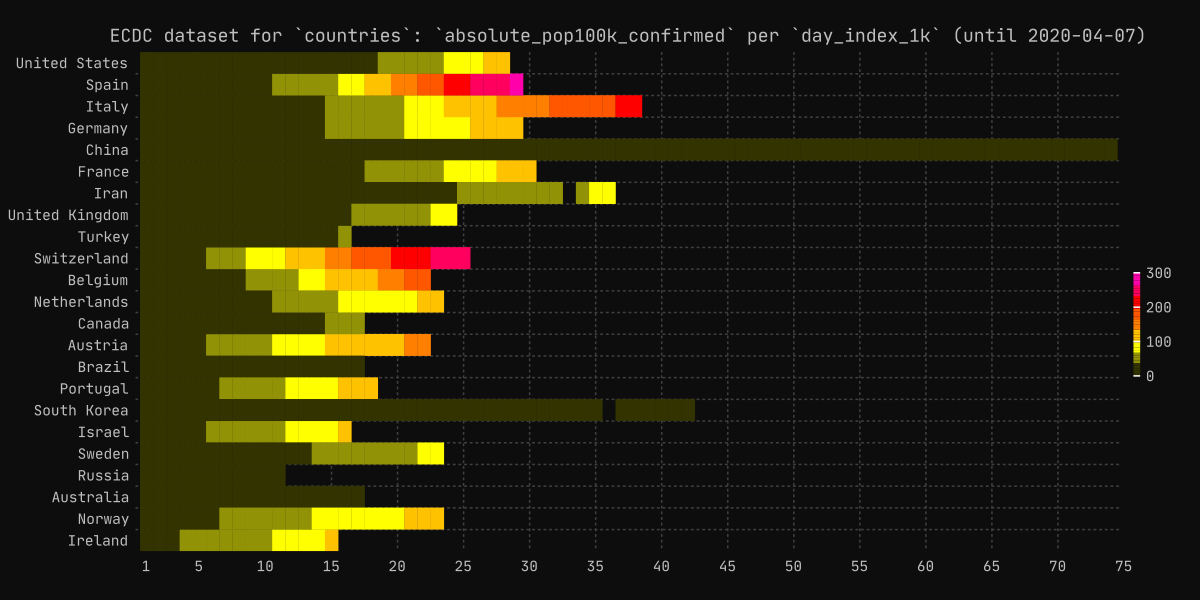 ECDC dataset for `countries`: `absolute_pop100k_confirmed` per `day_index_1k` (until 2020-04-07)
United States
Spain
Italy
Germany
China
France
Iran
United Kingdom
Turkey
Switzerland
Belgium
Netherlands
Canada
Austria
Brazil
Portugal
South Korea
Israel
Sweden
Russia
Australia
Norway
Ireland
300
200
100
0
1 5 10 15 20 25 30 35 40 45 50 55 60 65 70 75